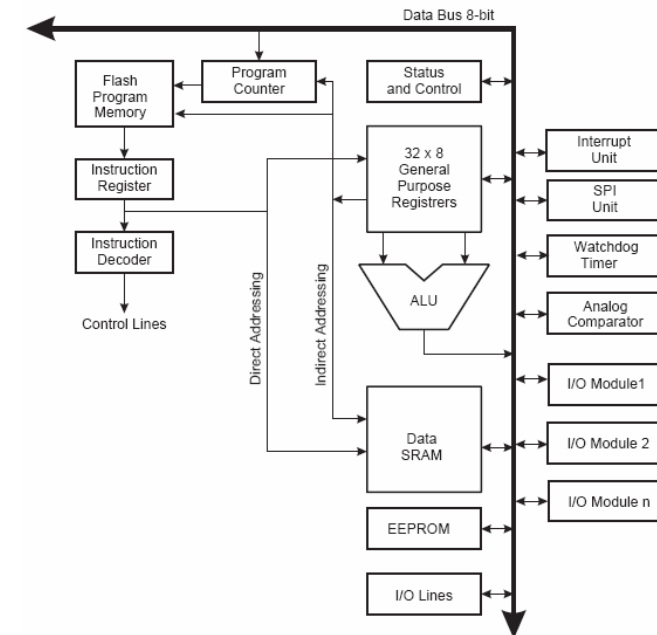 Data Bus 8-bit
Flash
Program
Memory
Program
Counter
Status
and Control
32 x 8
General
Purpose
Registrers
Interrupt
Unit
Instruction
Register
SPI
Unit
Instruction
Decoder
Watchdog
Timer
Control Lines
Direct Addressing
Indirect Addressing
ALU
Analog
Comparator
I/O Module1
Data
SRAM
I/O Module 2
I/O Module n
EEPROM
I/O Lines